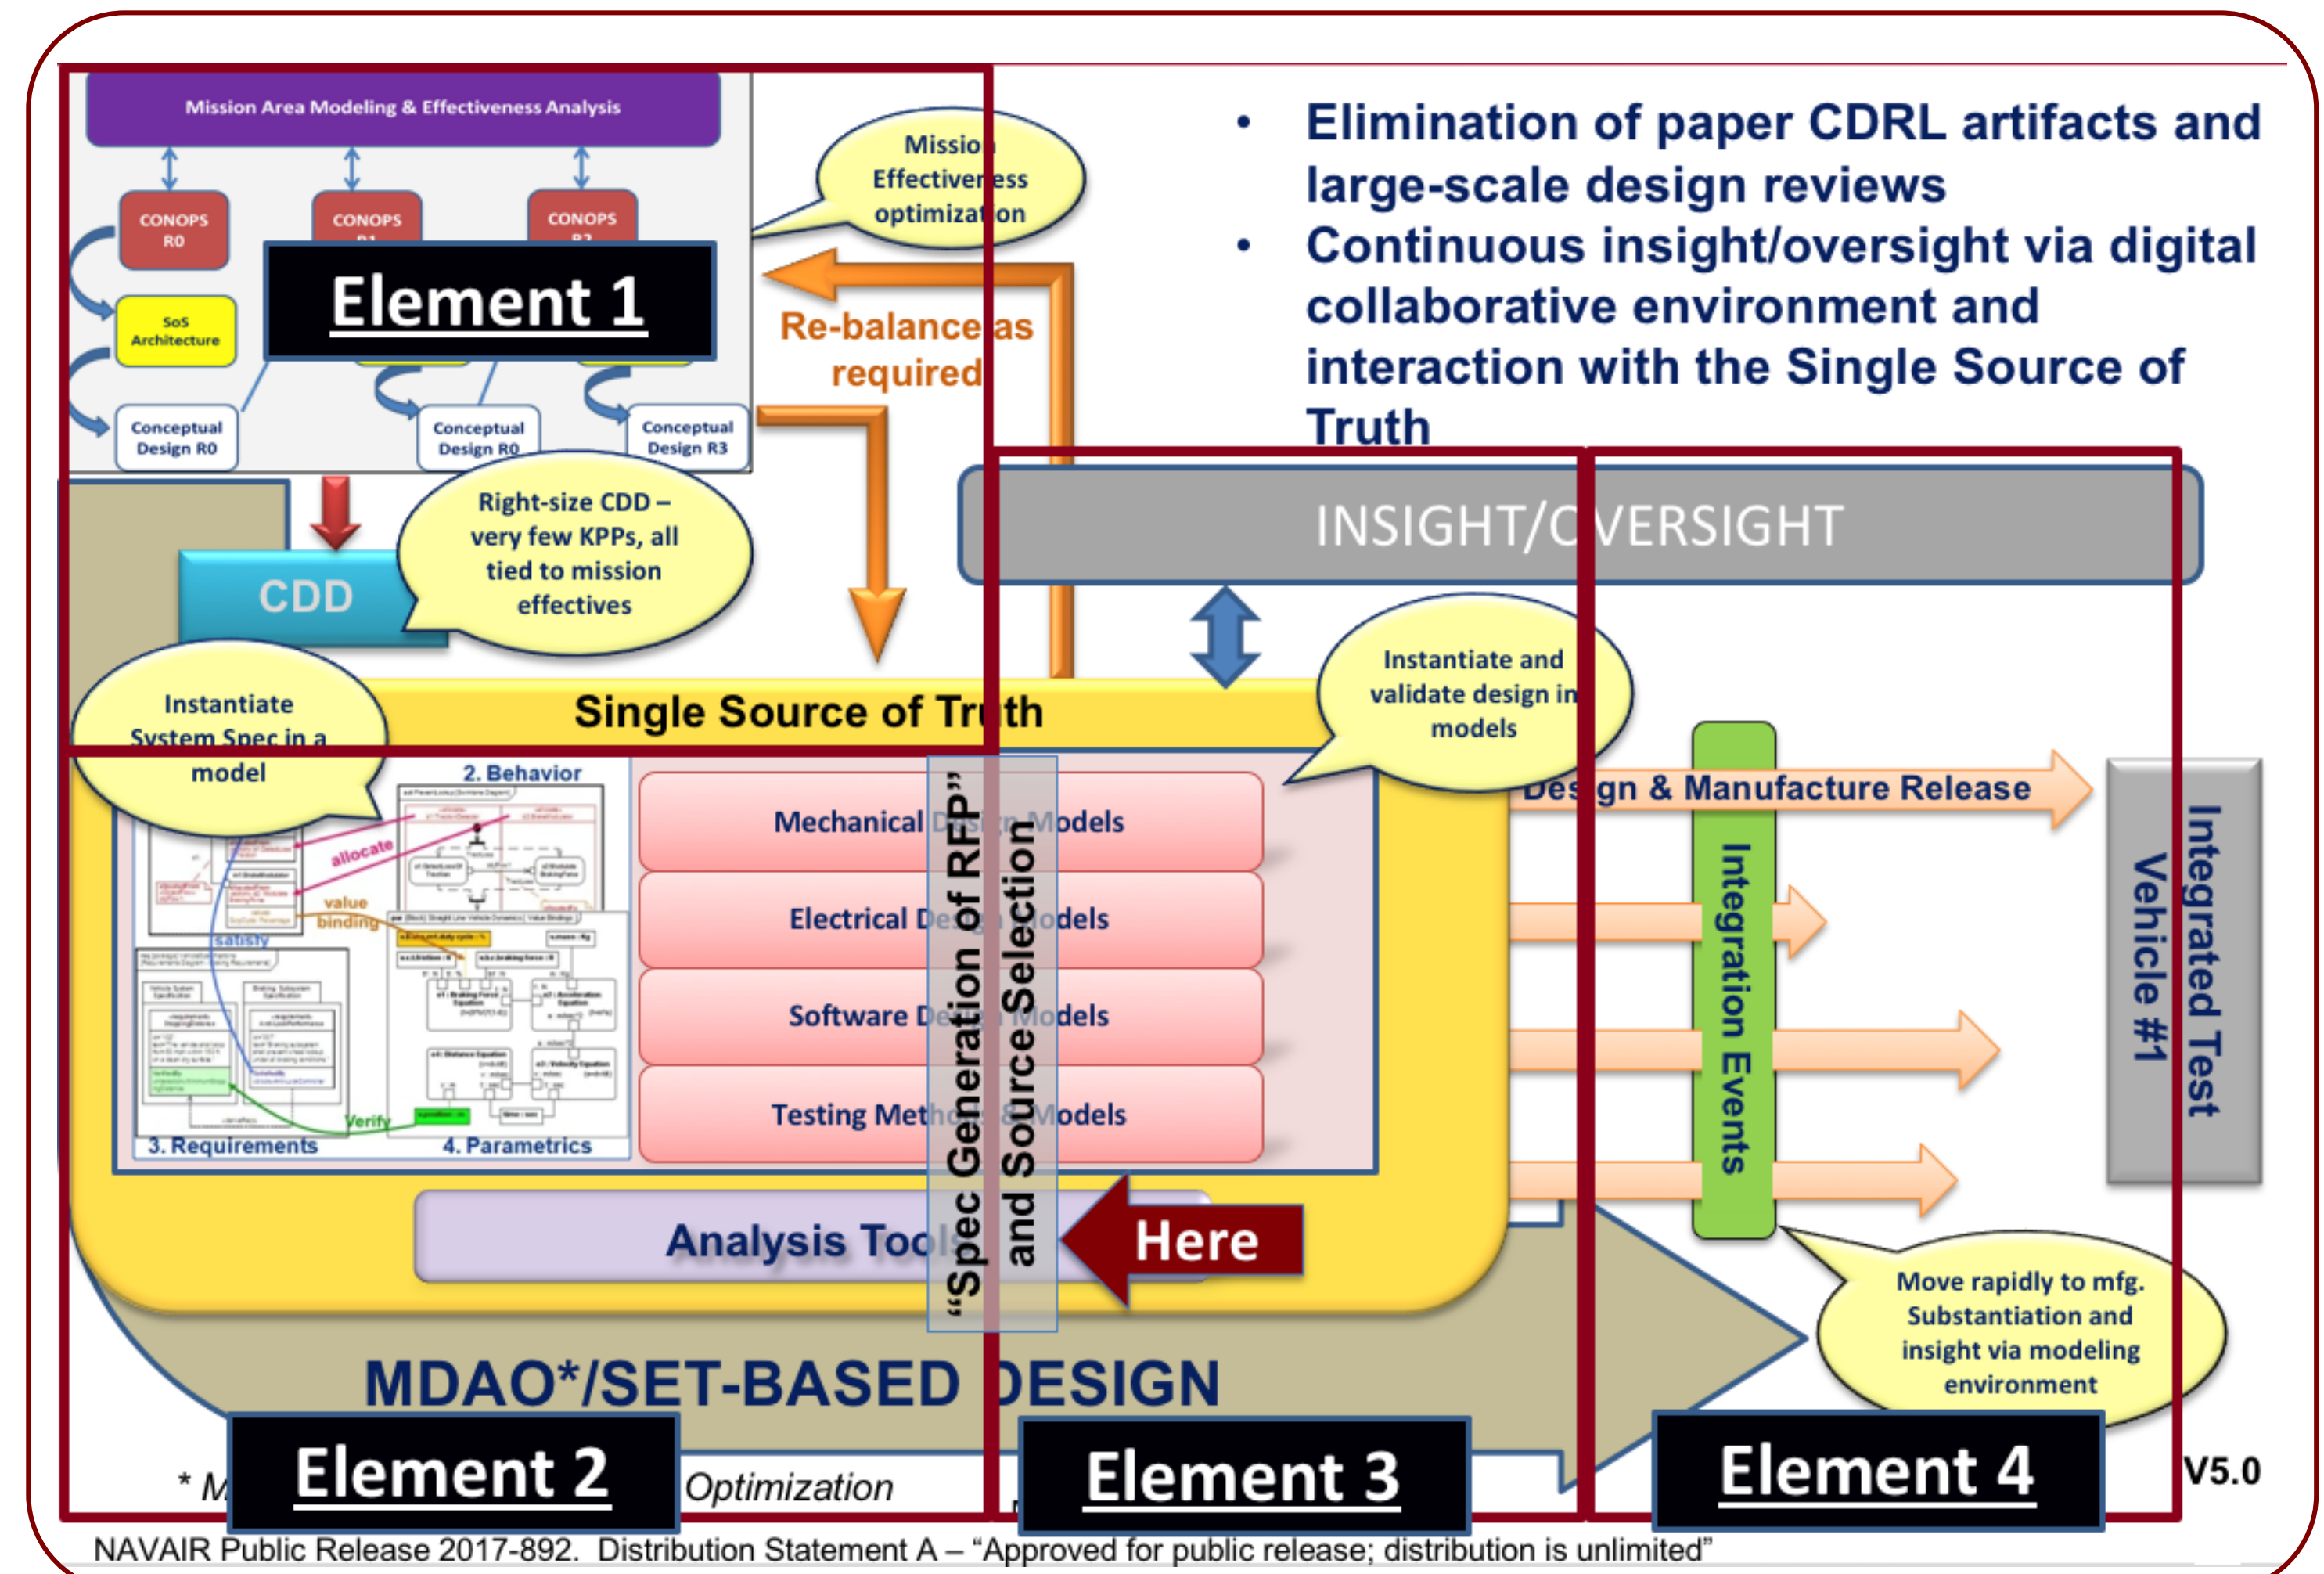 Mission Area Modeling & Effectiveness Analysis
CONOPS
R0
CONOPS
CONOPS
SoS
Architecture
Conceptual
Design R0
Conceptual
Design R0
Conceptual
Design R3
Element 1
Mission
Effectiveness
optimization
Re-balance as
required
• Elimination of paper CDRL artifacts and
large-scale design reviews
• Continuous insight/oversight via digital
collaborative environment and
interaction with the Single Source of
Truth
CDD
Right-size CDD –
very few KPPs, all
tied to mission
effectives
INSIGHT/OVERSIGHT
Instantiate
System Spec in a
model
Single Source of Truth
Instantiate and
validate design in
models
2. Behavior
allocate
value
binding
satisfy
Verify
3. Requirements
4. Parametrics
Mechanical Design Models
Electrical Design Models
Software Design Models
Testing Methods & Models
Analysis Tools
“Spec Generation of RFP”
and Source Selection
Here
Design & Manufacture Release
Integration Events
Integrated Test
Vehicle #1
Move rapidly to mfg.
Substantiation and
insight via modeling
environment
MDAO*/SET-BASED DESIGN
Element 2
Element 3
Element 4
* M
Optimization
V5.0
NAVAIR Public Release 2017-892. Distribution Statement A – “Approved for public release; distribution is unlimited”